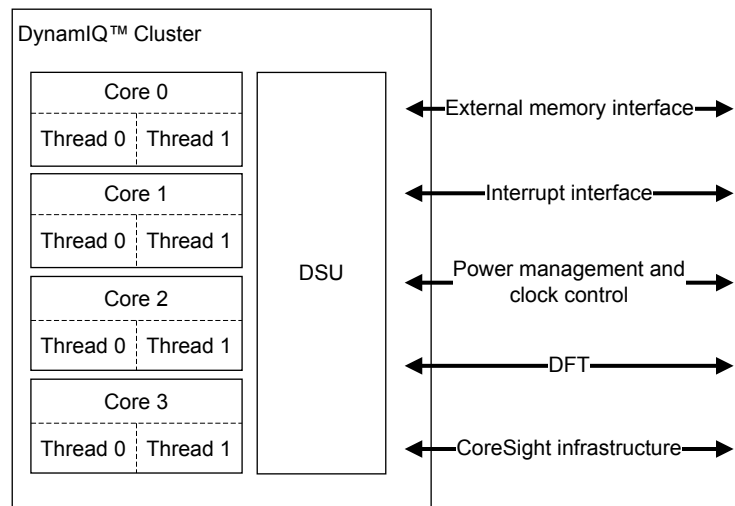 DynamIQ™ Cluster
Core 0
Thread 0 Thread 1
Core 1
Thread 0 Thread 1
Core 2
Thread 0 Thread 1
Core 3
Thread 0 Thread 1
DSU
External memory interface
Interrupt interface
Power management and
clock control
DFT
CoreSight infrastructure